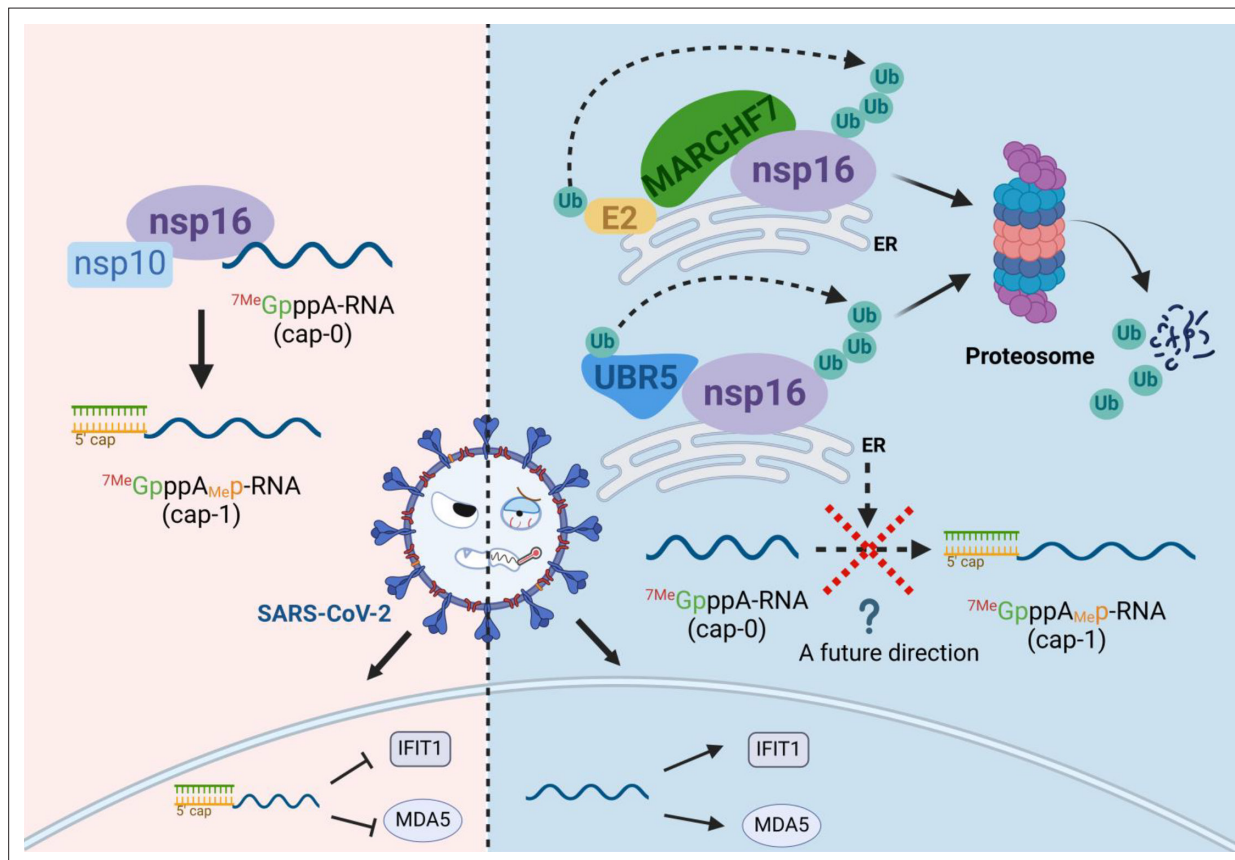 nsp16
nsp10
7MeGpppA-RNA
(cap-0)
5' cap
7MeGpppAMep-RNA
(cap-1)
SARS-CoV-2
5' cap
IFIT1
MDA5
Ub
Ub
Ub
MARCHF7
nsp16
Ub
E2
ER
Ub
Ub
Ub
Ub
UBR5
nsp16
ER
Proteosome
Ub
Ub
Ub
5' cap
7MeGpppA-RNA
(cap-0)
?
A future direction
7MeGpppAMep-RNA
(cap-1)
IFIT1
MDA5